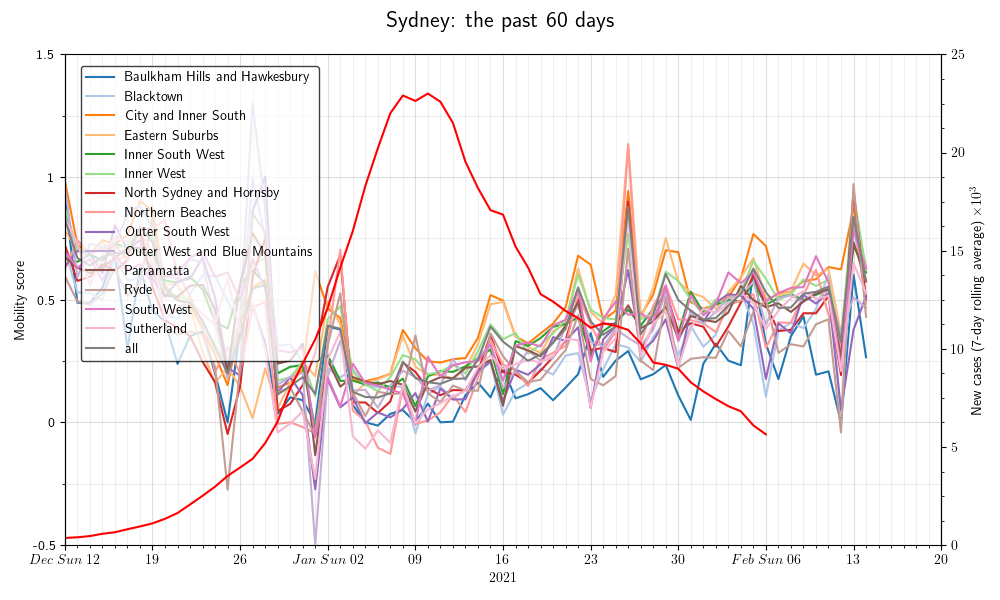 Sydney: the past 60 days
1.5
1
0.5
0
-0.5
Mobility score
25
20
15
10
5
0
New cases (7-day rolling average) ×10³
Baulkham Hills and Hawkesbury
Blacktown
City and Inner South
Eastern Suburbs
Inner South West
Inner West
North Sydney and Hornsby
Northern Beaches
Outer South West
Outer West and Blue Mountains
Parramatta
Ryde
South West
Sutherland
all
Dec Sun 12 19 26 Jan Sun 02 09 16 23 30 Feb Sun 06 13 20
2021